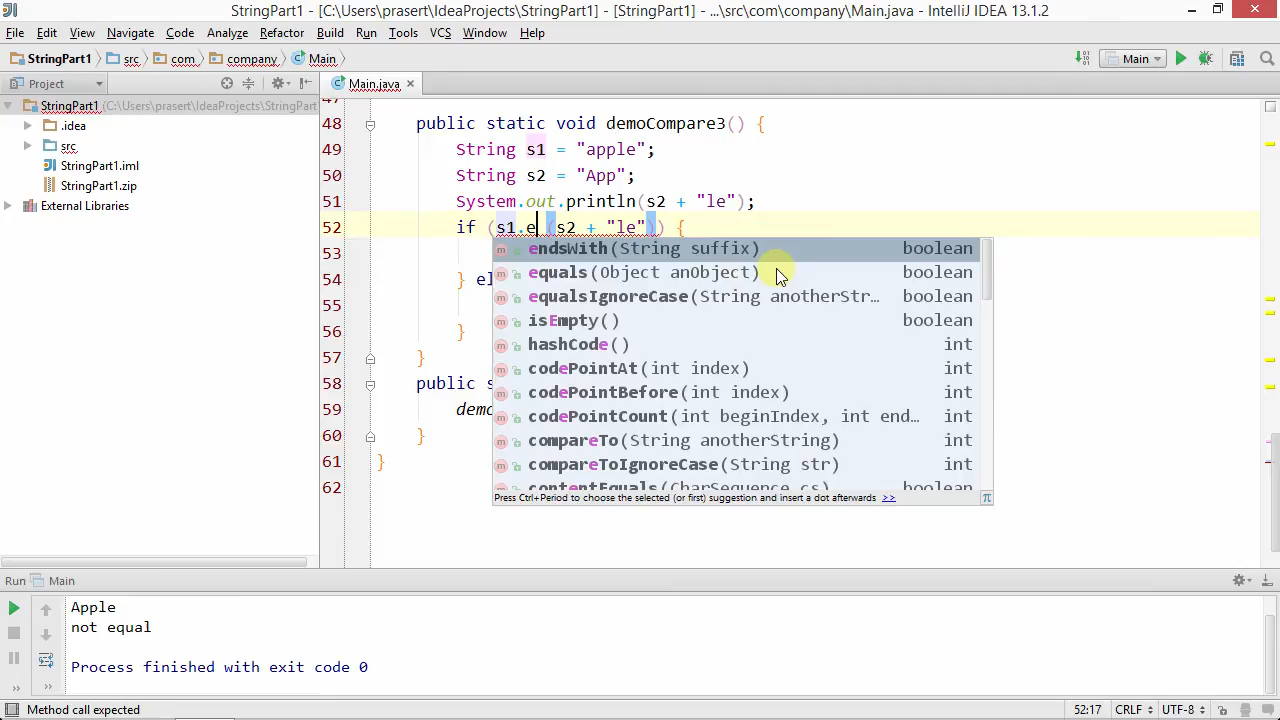 StringPart1 - [C:\Users\prasert\IdeaProjects\StringPart1] - [StringPart1] - ...\src\com\company\Main.java - IntelliJ IDEA 13.1.2
File Edit View Navigate Code Analyze Refactor Build Run Tools VCS Window Help
StringPart1 src com company Main Main
Project Main.java
StringPart1 (C:\Users\prasert\IdeaProjects\StringPart
.idea
src
StringPart1.iml
StringPart1.zip
External Libraries
47
48 public static void demoCompare3() {
49 String s1 = "apple";
50 String s2 = "App";
51 System.out.println(s2 + "le");
52 if (s1.e (s2 + "le")) {
53
54 } el
55
56 }
57 }
58 public s
59 demo
60 }
61 }
62
endsWith(String suffix) boolean
equals(Object anObject) boolean
equalsIgnoreCase(String anotherStr… boolean
isEmpty() boolean
hashCode() int
codePointAt(int index) int
codePointBefore(int index) int
codePointCount(int beginIndex, int end… int
compareTo(String anotherString) int
compareToIgnoreCase(String str) int
contentEquals(CharSequence cs) boolean
Press Ctrl+Period to choose the selected (or first) suggestion and insert a dot afterwards >> π
Run Main
Apple
not equal
Process finished with exit code 0
Method call expected 52:17 CRLF UTF-8